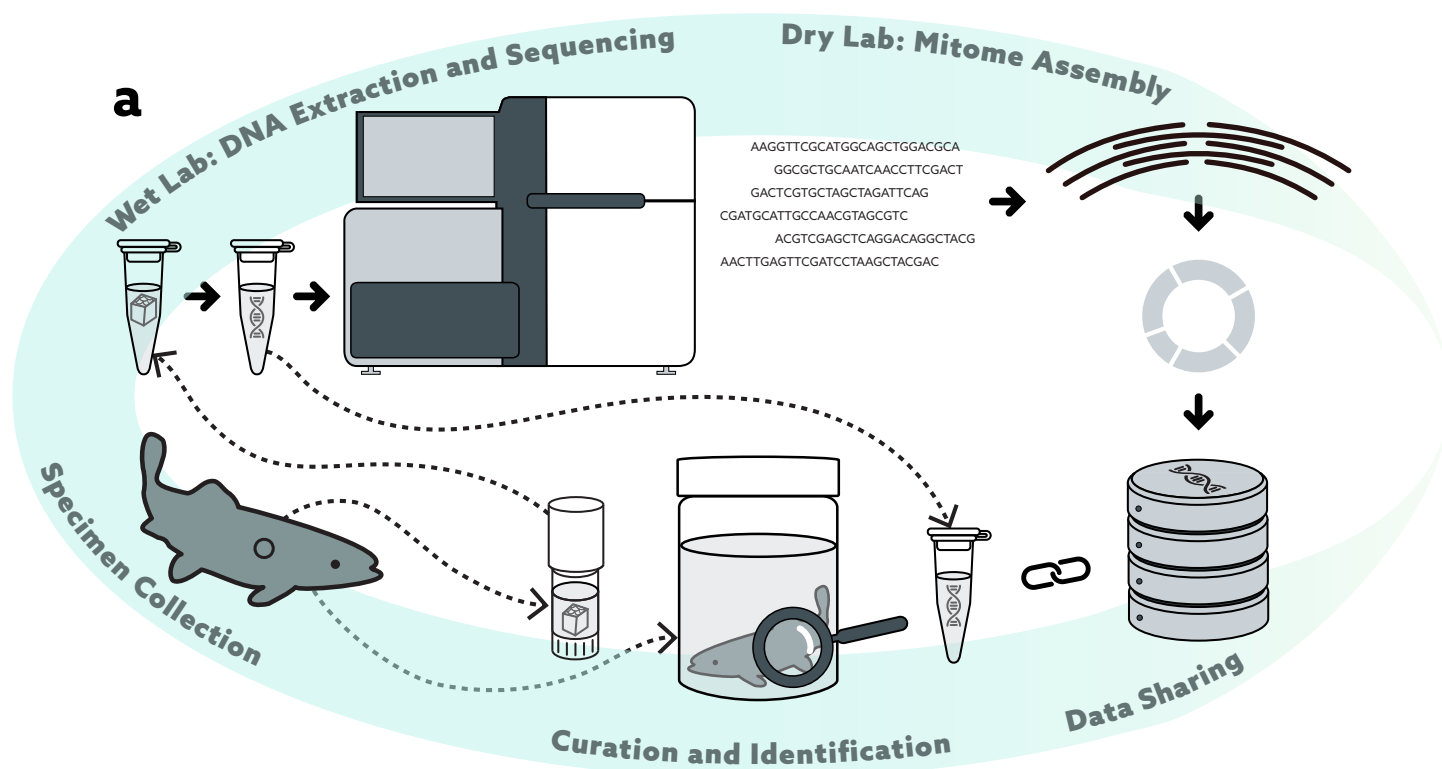 a
Wet Lab: DNA Extraction and Sequencing
Dry Lab: Mitome Assembly
AAGGTTCGCATGGCAGCTGGACGCA
GGCGCTGCAATCAACCTTCGACT
GACTCGTGCTAGCTAGATTCAG
CGATGCATTGCCAACGTAGCGTC
ACGTCGAGCTCAGGACAGGCTACG
AACTTGAGTTCGATCCTAAGCTACGAC
Specimen Collection
Curation and Identification
Data Sharing